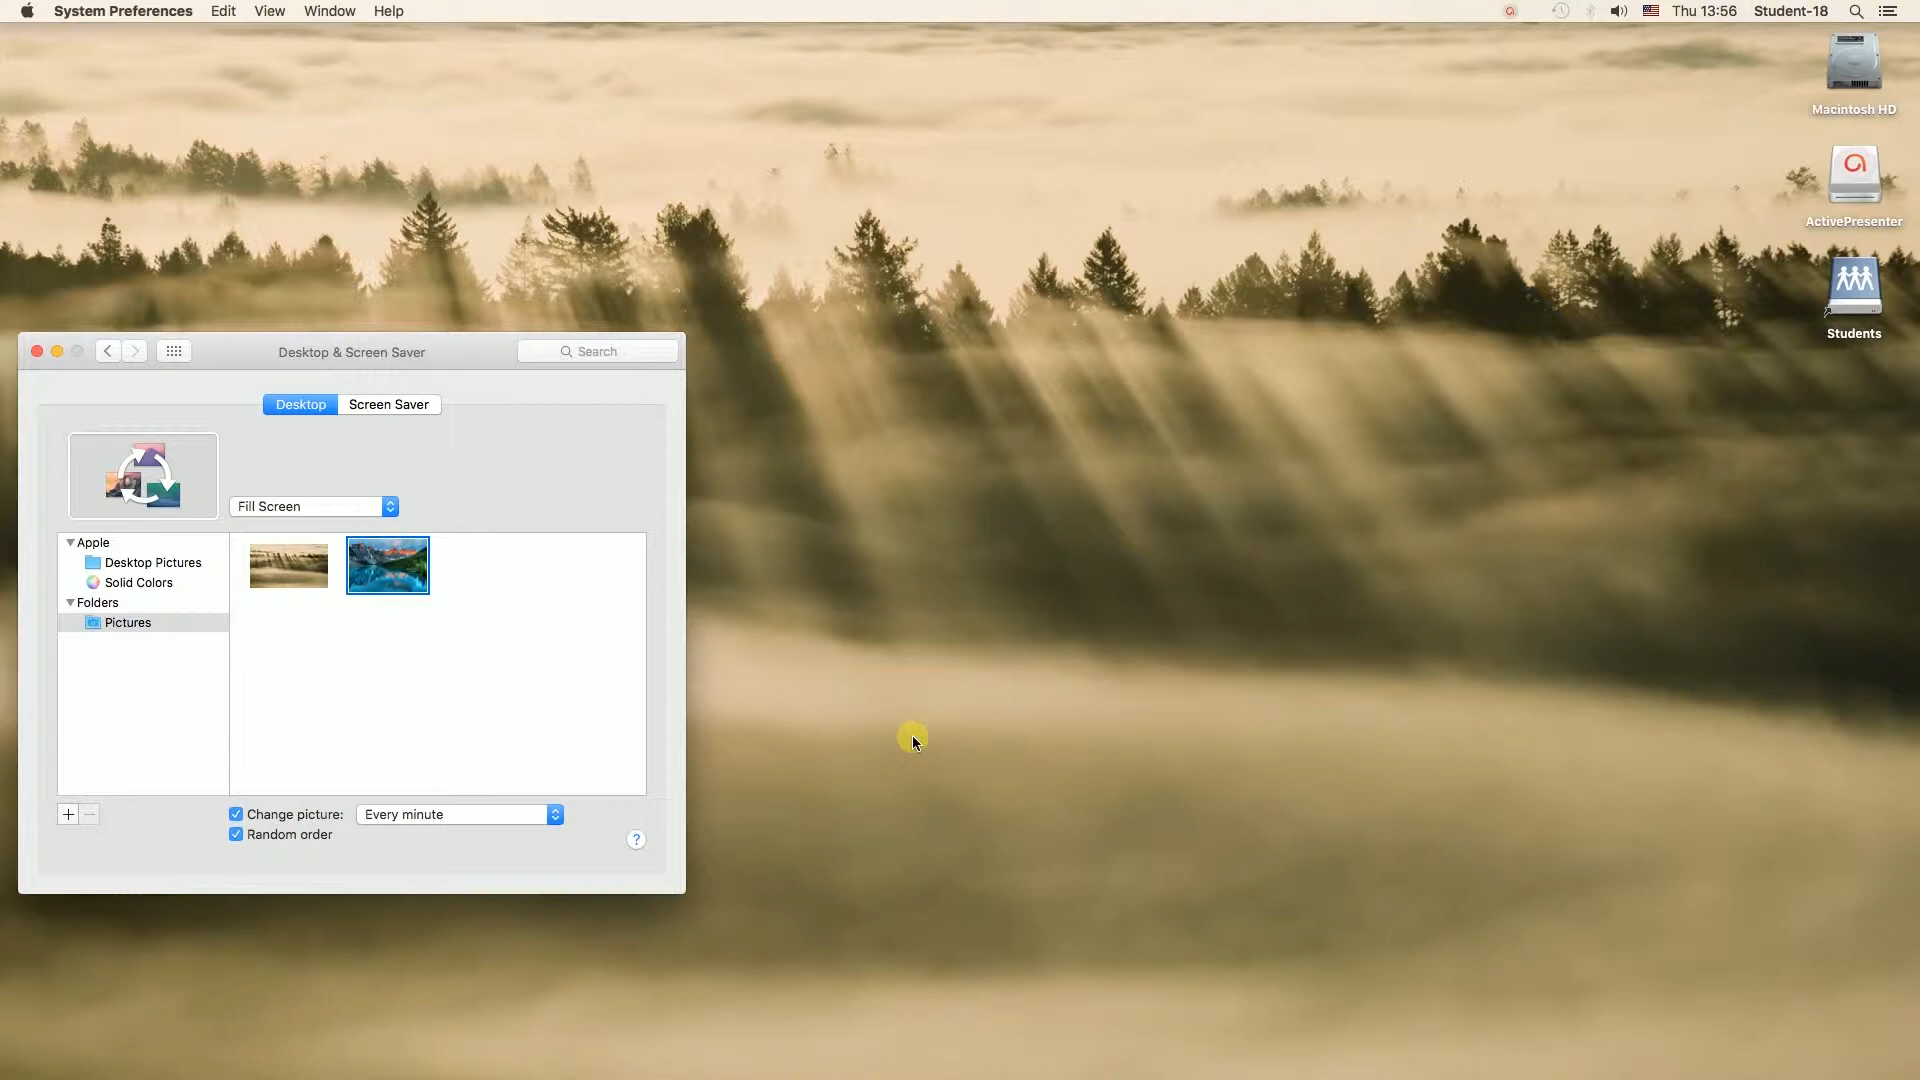 System Preferences Edit View Window Help Thu 13:56 Student-18
Macintosh HD
ActivePresenter
Students
Desktop & Screen Saver
Search
Desktop Screen Saver
Fill Screen
Apple
Desktop Pictures
Solid Colors
Folders
Pictures
Change picture: Every minute
Random order
?